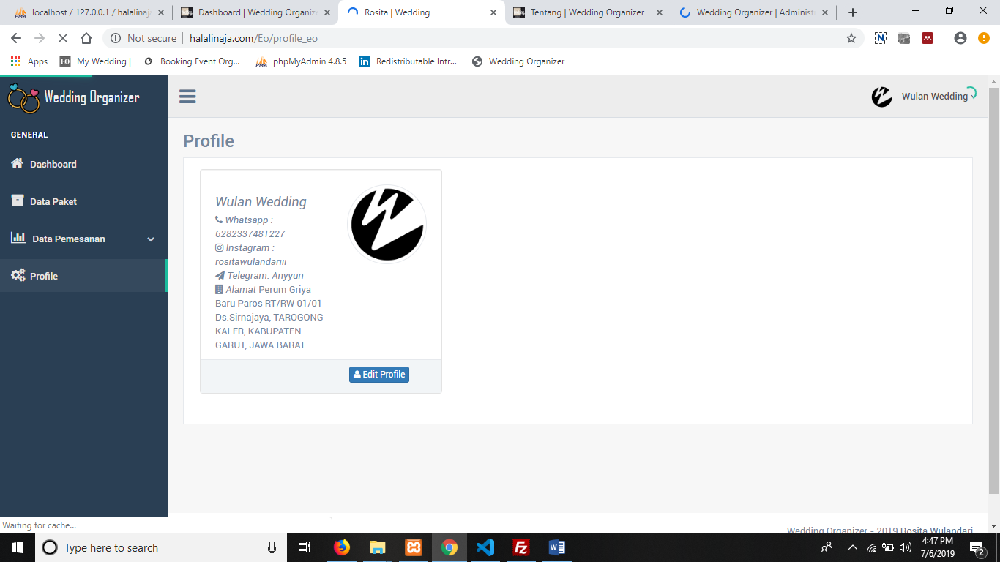 localhost / 127.0.0.1 / halalinaja
Dashboard | Wedding Organiz
Rosita | Wedding
Tentang | Wedding Organizer
Wedding Organizer | Administ
Not secure
halalinaja.com/Eo/profile_eo
Apps
My Wedding |
Booking Event Org...
phpMyAdmin 4.8.5
Redistributable Intr...
Wedding Organizer
Wedding Organizer
Wulan Wedding
GENERAL
Dashboard
Data Paket
Data Pemesanan
Profile
Profile
Wulan Wedding
Whatsapp :
6282337481227
Instagram :
rositawulandariii
Telegram: Anyyun
Alamat Perum Griya
Baru Paros RT/RW 01/01
Ds.Sirnajaya, TAROGONG
KALER, KABUPATEN
GARUT, JAWA BARAT
Edit Profile
Waiting for cache...
Wedding Organizer - 2019 Rosita Wulandari
Type here to search
4:47 PM
7/6/2019
2